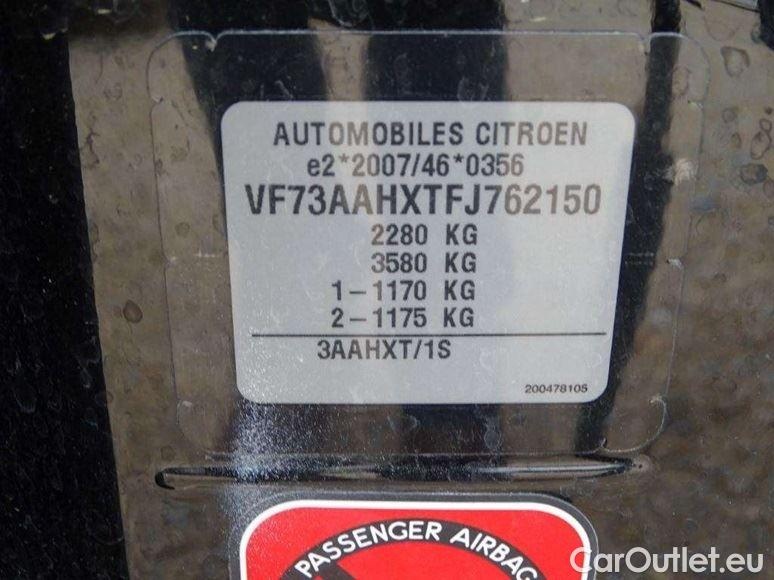 AUTOMOBILES CITROEN
e2*2007/46*0356
VF73AAHXTFJ762150
2280 KG
3580 KG
1-1170 KG
2-1175 KG
3AAHXT/1S
200478105
PASSENGER AIRBAG
CarOutlet.eu